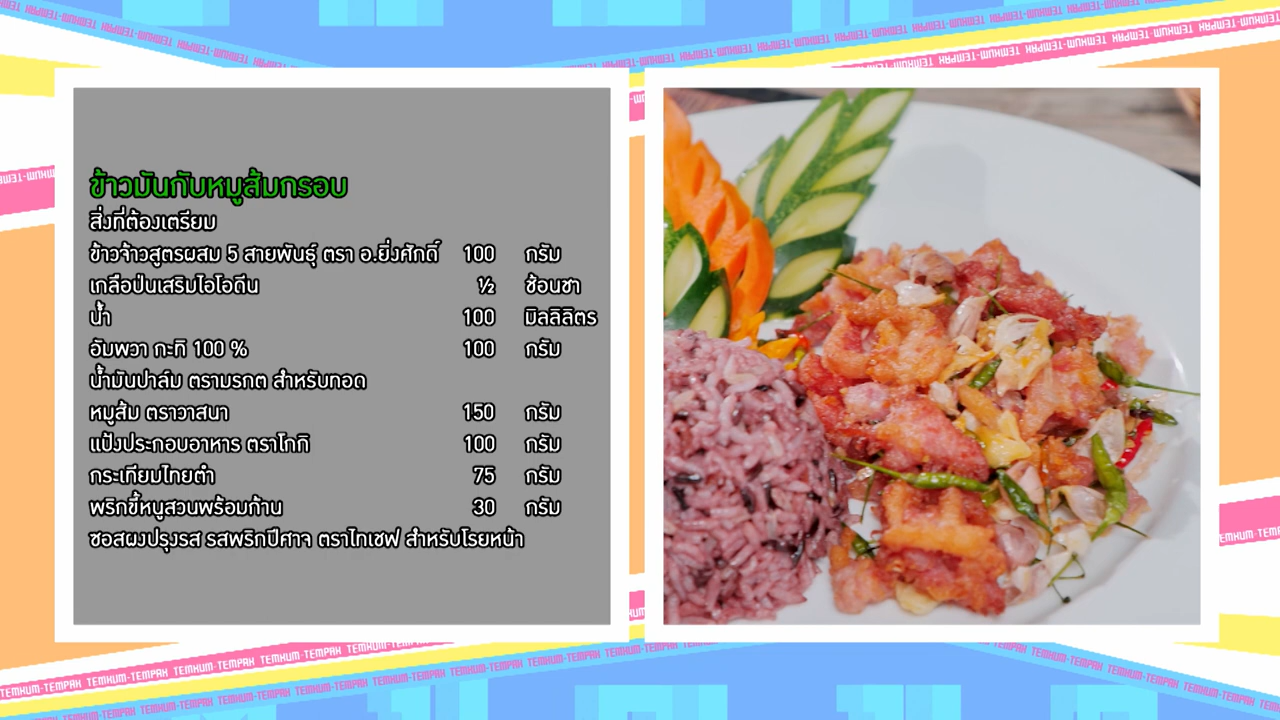 ข้าวมันกับหมูส้มกรอบ
สิ่งที่ต้องเตรียม
ข้าวจ้าวสูตรผสม 5 สายพันธุ์ ตรา อ.ยิ่งศักดิ์ 100 กรัม
เกลือป่นเสริมไอโอดีน ½ ช้อนชา
น้ำ 100 มิลลิลิตร
อัมพวา กะทิ 100 % 100 กรัม
น้ำมันปาล์ม ตรามรกต สำหรับทอด
หมูส้ม ตราวาสนา 150 กรัม
แป้งประกอบอาหาร ตราโกกิ 100 กรัม
กระเทียมไทยตำ 75 กรัม
พริกขี้หนูสวนพร้อมก้าน 30 กรัม
ซอสผงปรุงรส รสพริกปีศาจ ตราไทเชฟ สำหรับโรยหน้า
TEMXUM-TEMPAX TEMXUM-TEMPAX TEMXUM-TEMPAX